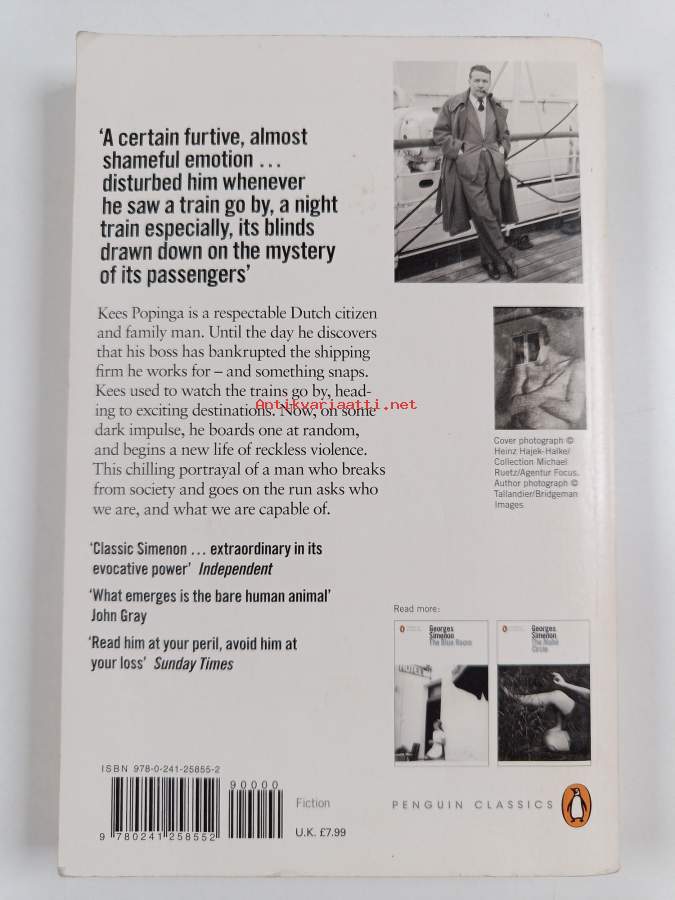 ‘A certain furtive, almost
shameful emotion …
disturbed him whenever
he saw a train go by, a night
train especially, its blinds
drawn down on the mystery
of its passengers’
Kees Popinga is a respectable Dutch citizen
and family man. Until the day he discovers
that his boss has bankrupted the shipping
firm he works for – and something snaps.
Kees used to watch the trains go by, head-
ing to exciting destinations. Now, on some
dark impulse, he boards one at random,
and begins a new life of reckless violence.
This chilling portrayal of a man who breaks
from society and goes on the run asks who
we are, and what we are capable of.
Antikvariaatti.net
‘Classic Simenon … extraordinary in its
evocative power’ Independent
‘What emerges is the bare human animal’
John Gray
‘Read him at your peril, avoid him at
your loss’ Sunday Times
Cover photograph ©
Heinz Hajek-Halke/
Collection Michael
Ruetz/Agentur Focus.
Author photograph ©
Tallandier/Bridgeman
Images
Read more:
Georges
Simenon
The Blue Room
HOTEL
Georges
Simenon
ISBN 978-0-241-25855-2
90000
9 780241 258552
Fiction
U.K. £7.99
PENGUIN CLASSICS